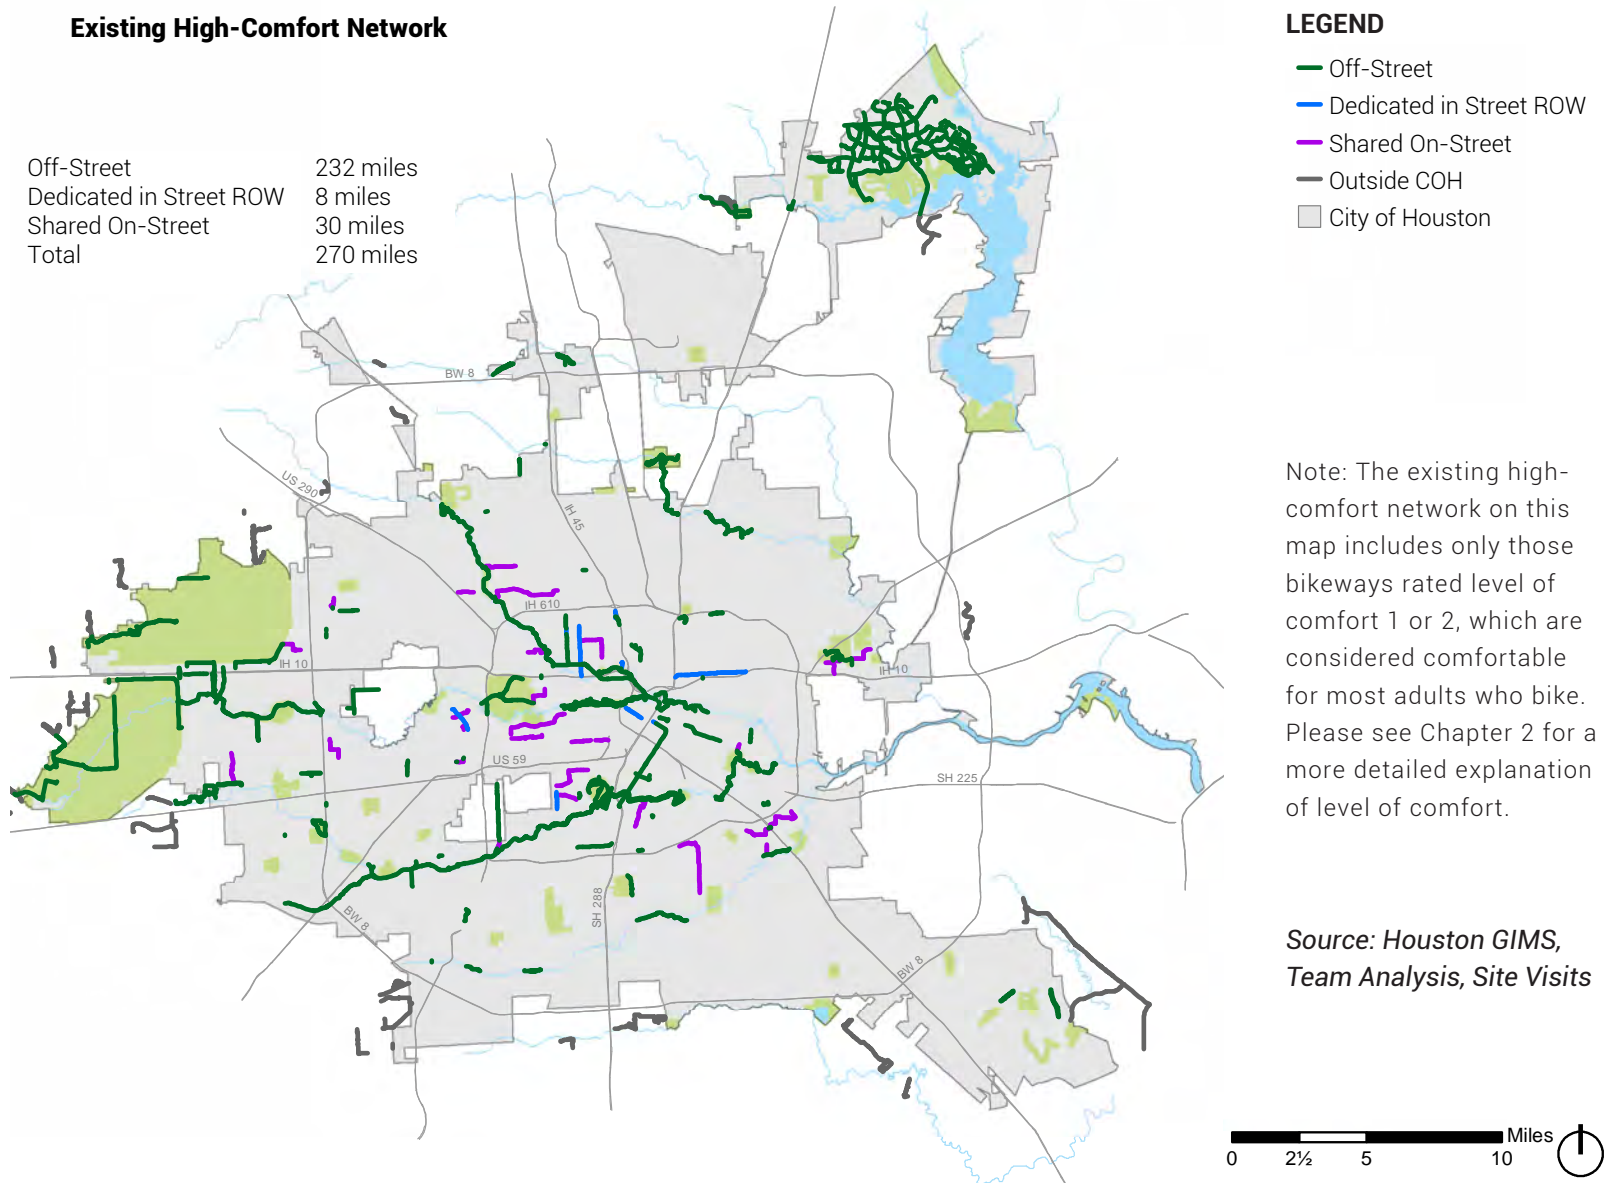 Existing High-Comfort Network
Off-Street 232 miles
Dedicated in Street ROW 8 miles
Shared On-Street 30 miles
Total 270 miles
LEGEND
Off-Street
Dedicated in Street ROW
Shared On-Street
Outside COH
City of Houston
BW 8
US 290
IH 45
IH 610
IH 10
IH 10
US 59
SH 225
SH 288
BW 8
BW 8
Note: The existing high-
comfort network on this
map includes only those
bikeways rated level of
comfort 1 or 2, which are
considered comfortable
for most adults who bike.
Please see Chapter 2 for a
more detailed explanation
of level of comfort.
Source: Houston GIMS,
Team Analysis, Site Visits
Miles
0 2½ 5 10